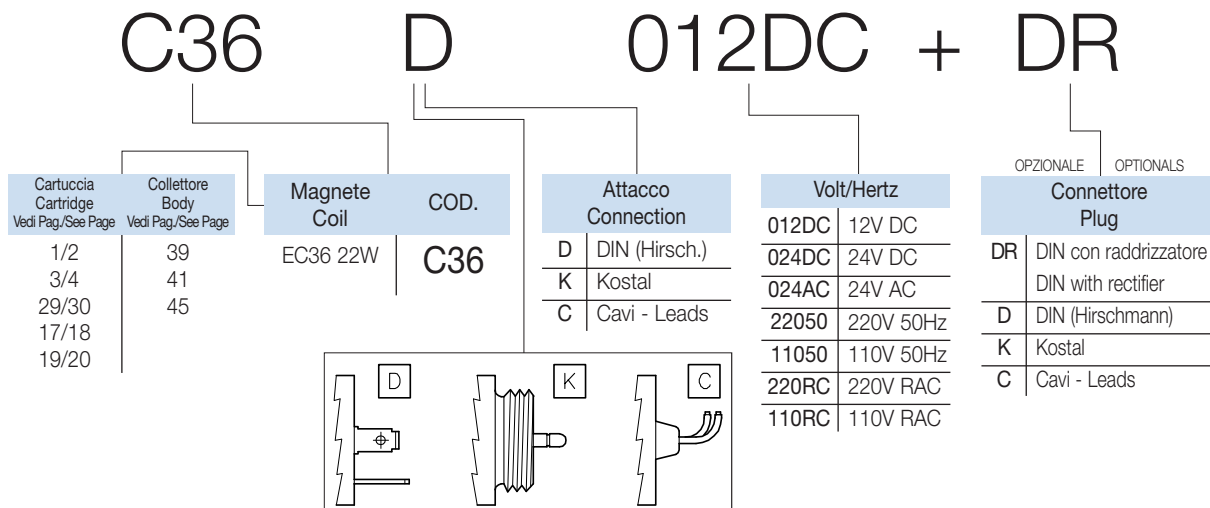 C36 D 012DC + DR
OPZIONALE OPTIONALS
Cartuccia
Cartridge
Vedi Pag./See Page
Collettore
Body
Vedi Pag./See Page
1/2 39
3/4 41
29/30 45
17/18
19/20
Magnete
Coil
COD.
EC36 22W C36
Attacco
Connection
D DIN (Hirsch.)
K Kostal
C Cavi - Leads
Volt/Hertz
012DC 12V DC
024DC 24V DC
024AC 24V AC
22050 220V 50Hz
11050 110V 50Hz
220RC 220V RAC
110RC 110V RAC
Connettore
Plug
DR DIN con raddrizzatore
DIN with rectifier
D DIN (Hirschmann)
K Kostal
C Cavi - Leads
D K C